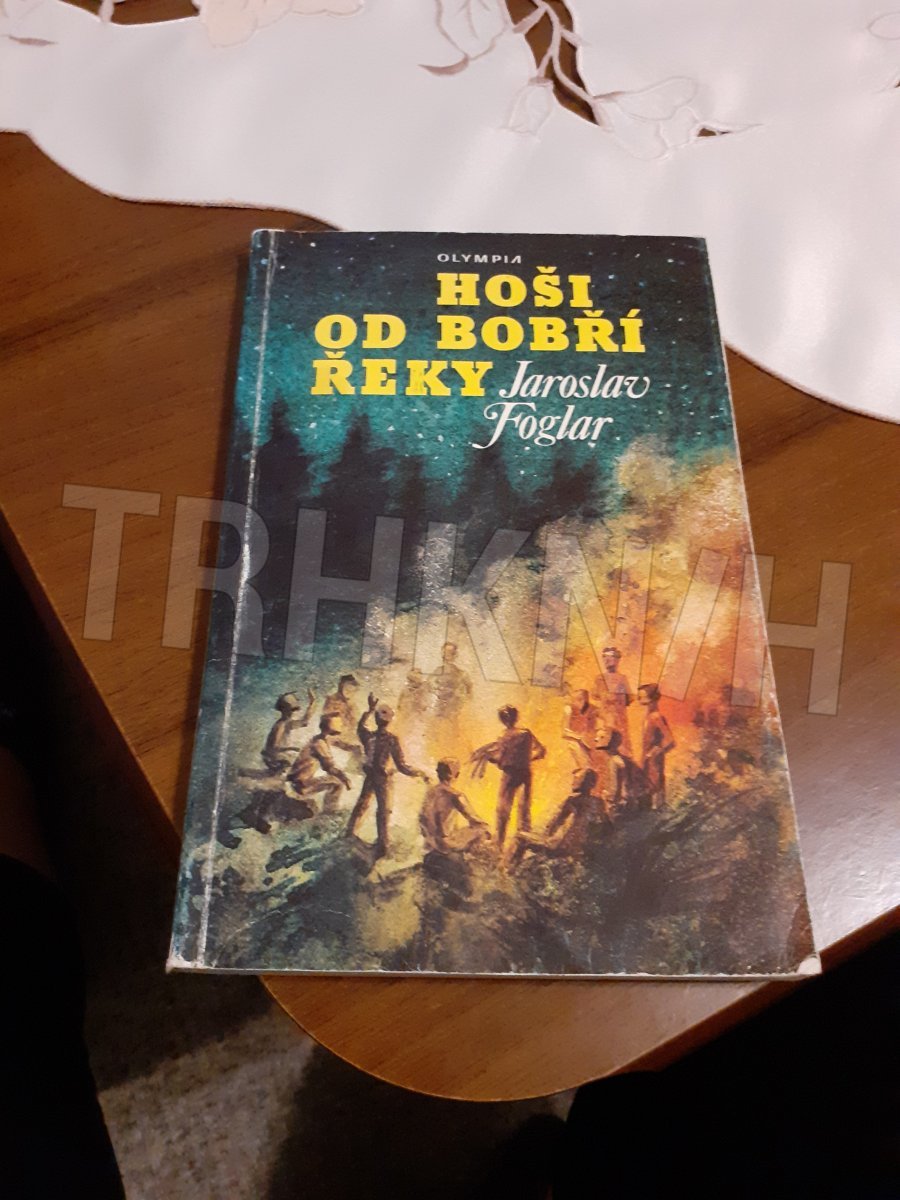 OLYMPIA
HOŠI
OD BOBŘÍ
ŘEKY Jaroslav
Foglar
TRHKNIH